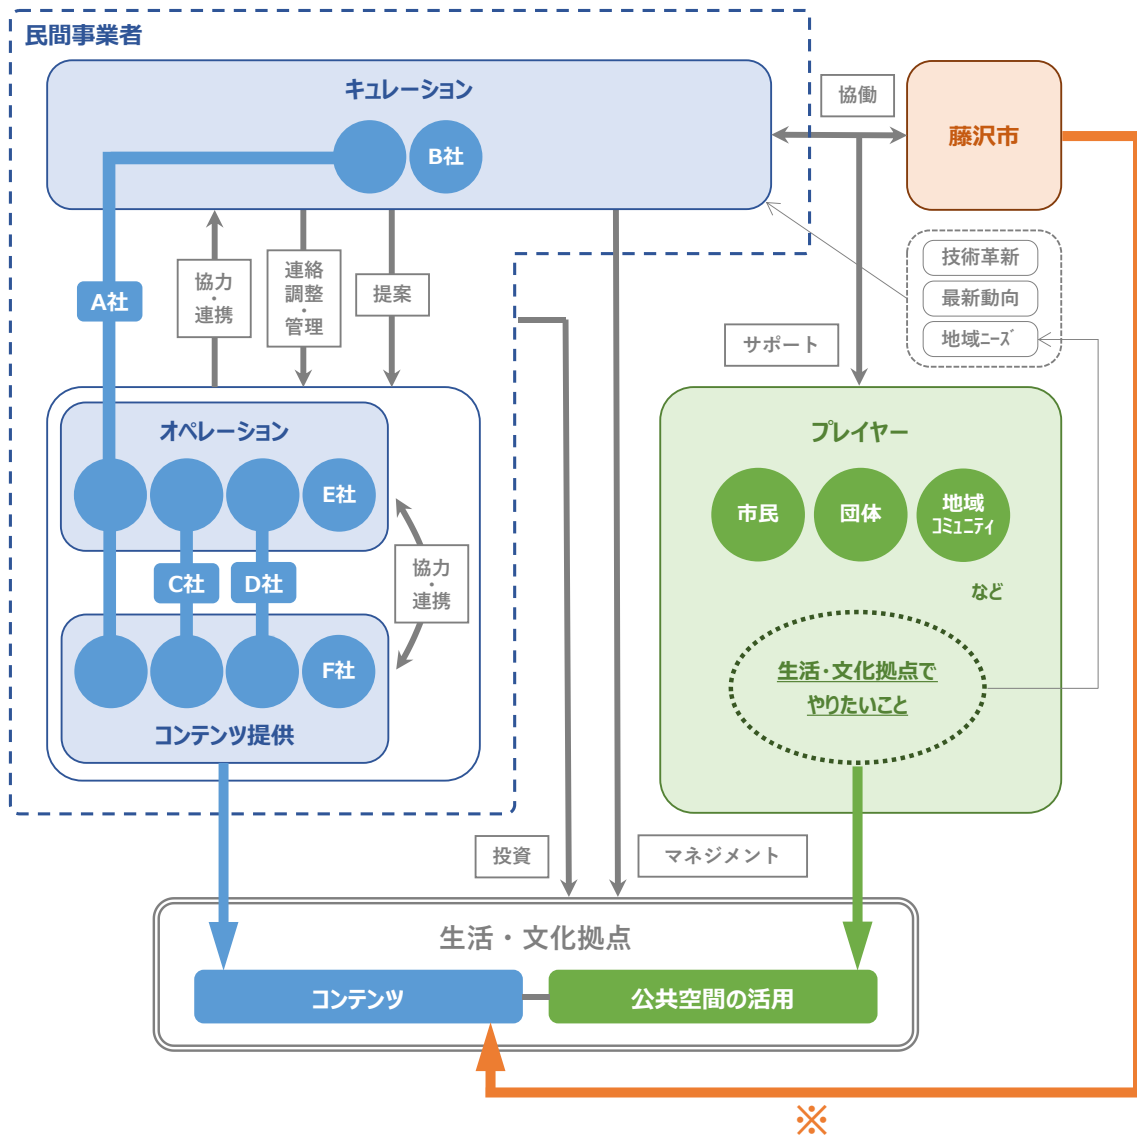 民間事業者
キュレーション
B社
協働
藤沢市
技術革新
最新動向
地域ニーズ
A社
協力
・
連携
連絡
調整
・
管理
提案
サポート
オペレーション
E社
C社
D社
協力
・
連携
F社
コンテンツ提供
プレイヤー
市民
団体
地域
コミュニティ
など
生活・文化拠点で
やりたいこと
投資
マネジメント
生活・文化拠点
コンテンツ
公共空間の活用
※